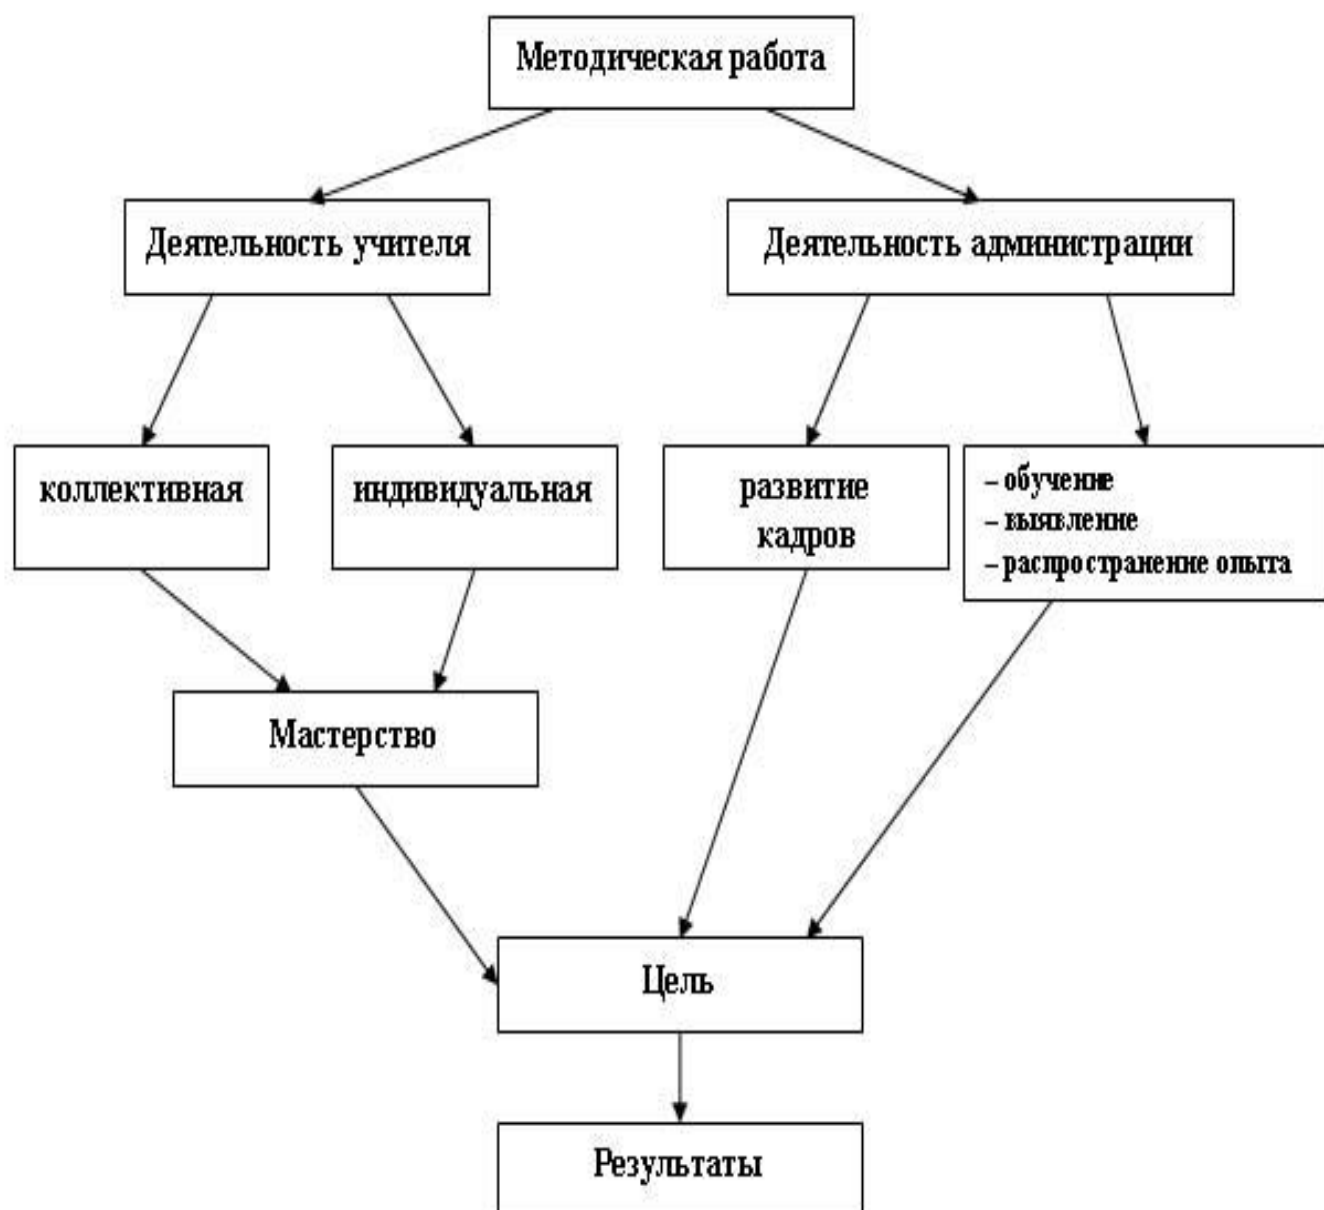 Методическая работа
Деятельность учителя
Деятельность администрации
коллективная
индивидуальная
развитие
кадров
– обучение
– выявление
– распространение опыта
Мастерство
Цель
Результаты